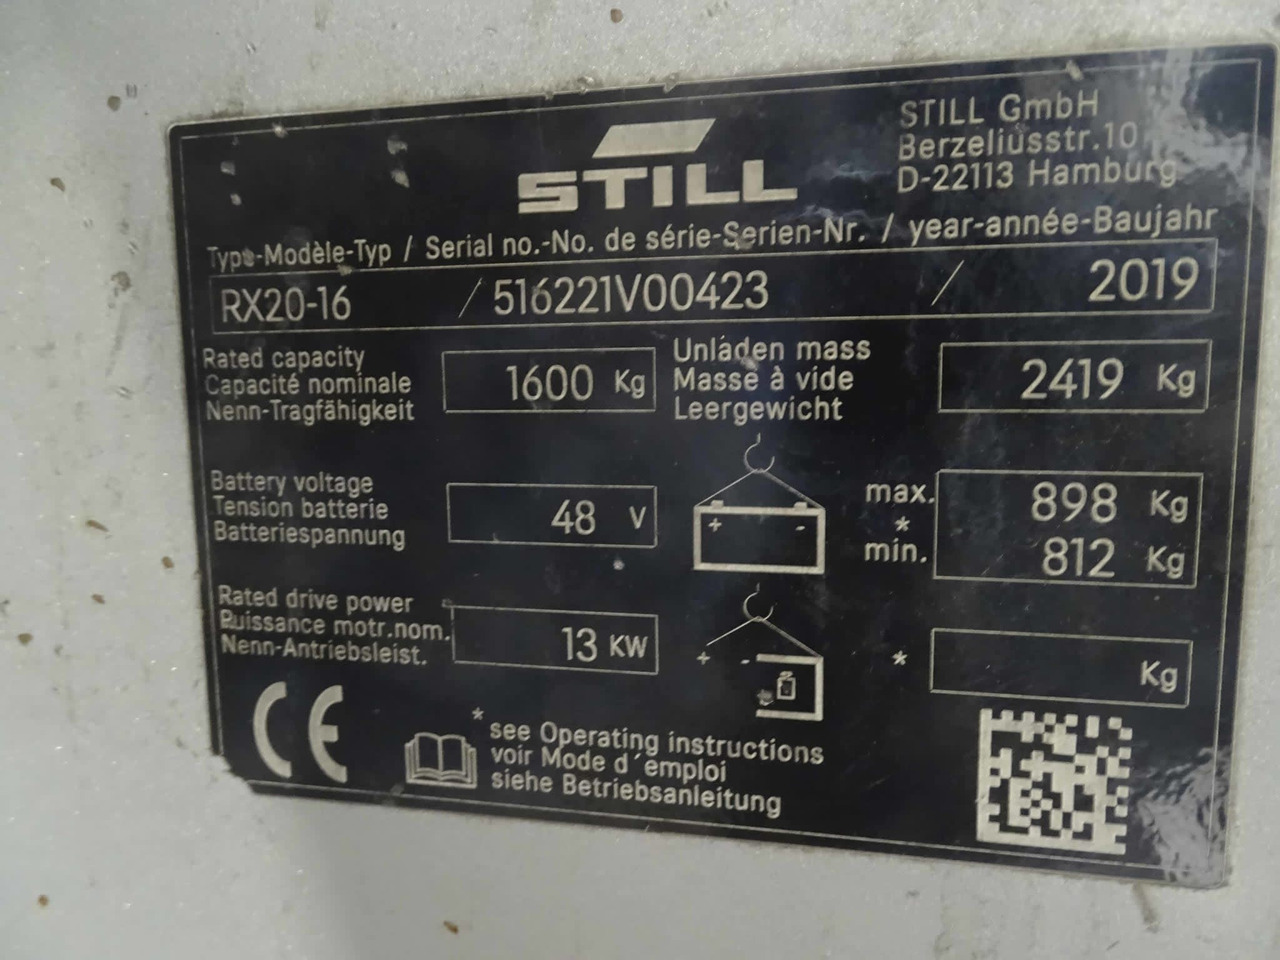 STILL GmbH
Berzeliusstr.10
D-22113 Hamburg
STILL
Type-Modèle-Typ / Serial no.-No. de série-Serien-Nr. / year-année-Baujahr
RX20-16 / 516221V00423 / 2019
Rated capacity
Capacité nominale
Nenn-Tragfähigkeit
1600 Kg
Unladen mass
Masse à vide
Leergewicht
2419 Kg
Battery voltage
Tension batterie
Batteriespannung
48 V
+ -
max.
*
min.
898 Kg
812 Kg
Rated drive power
Puissance motr.nom.
Nenn-Antriebsleist.
13 KW
+ -
*
Kg
CE
* see Operating instructions
voir Mode d'emploi
siehe Betriebsanleitung